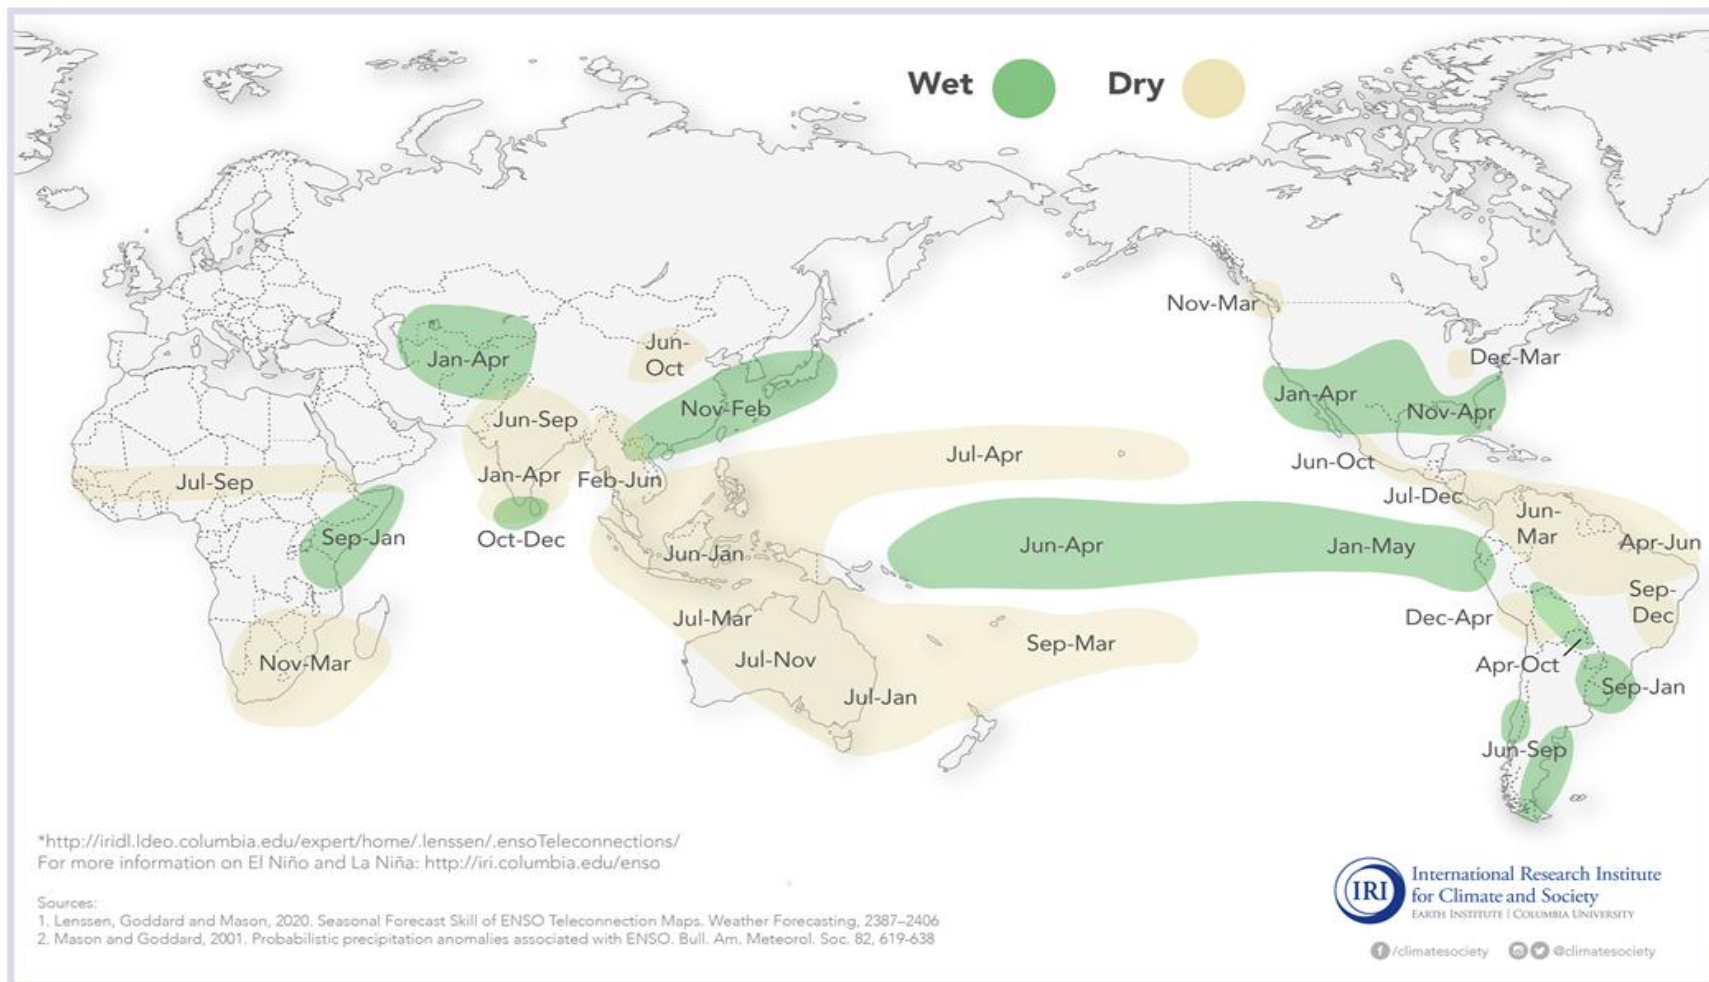 Wet
Dry
Nov-Mar
Jun-
Oct
Jan-Apr
Dec-Mar
Jan-Apr
Nov-Feb
Nov-Apr
Jun-Sep
Jul-Apr
Jun-Oct
Jan-Apr
Feb-Jun
Jul-Sep
Jul-Dec
Jun-
Mar
Sep-Jan
Oct-Dec
Jun-Jan
Jun-Apr
Jan-May
Apr-Jun
Sep-
Dec
Jul-Mar
Dec-Apr
Sep-Mar
Nov-Mar
Jul-Nov
Apr-Oct
Jul-Jan
Sep-Jan
Jun-Sep
*http://iridl.ldeo.columbia.edu/expert/home/.lenssen/.ensoTeleconnections/
For more information on El Niño and La Niña: http://iri.columbia.edu/enso
Sources:
1. Lenssen, Goddard and Mason, 2020. Seasonal Forecast Skill of ENSO Teleconnection Maps. Weather Forecasting, 2387–2406
2. Mason and Goddard, 2001. Probabilistic precipitation anomalies associated with ENSO. Bull. Am. Meteorol. Soc. 82, 619-638
IRI
International Research Institute
for Climate and Society
EARTH INSTITUTE | COLUMBIA UNIVERSITY
/climatesociety
@climatesociety